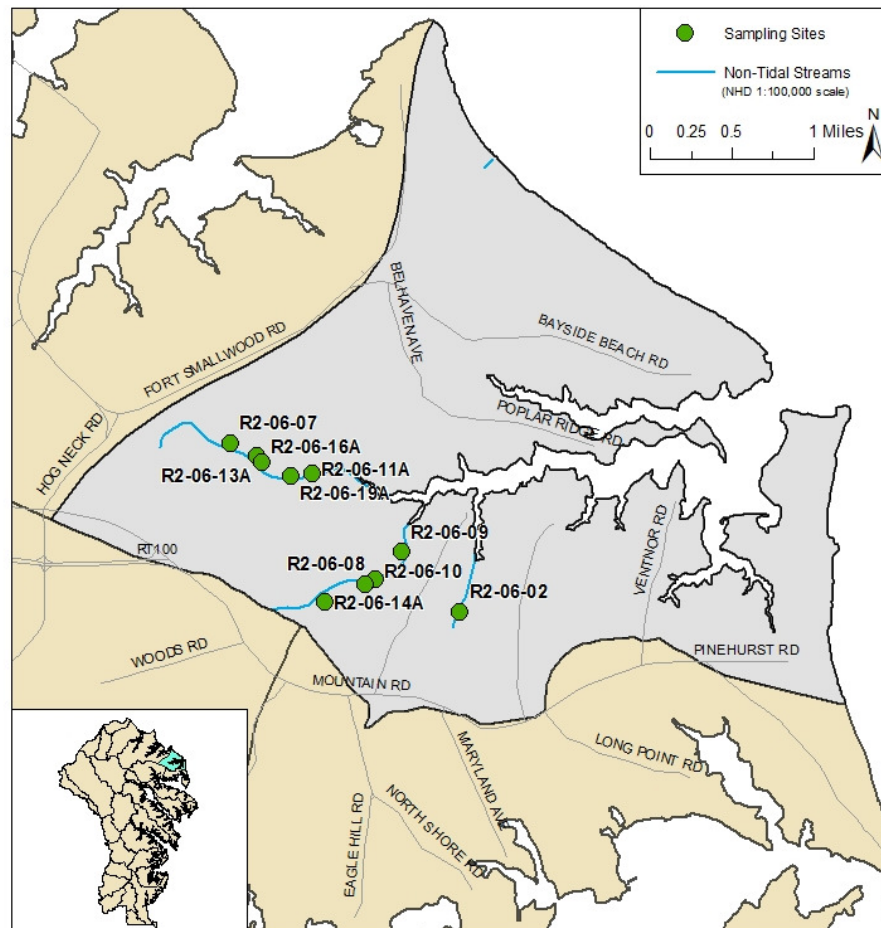 Sampling Sites
Non-Tidal Streams
(NHD 1:100,000 scale)
N
0 0.25 0.5 1 Miles
BELHAVEN AVE
BAYSIDE BEACH RD
FORT SMALLWOOD RD
POPLAR RIDGE RD
HOG NECK RD
R2-06-07
R2-06-16A
R2-06-11A
R2-06-13A
R2-06-19A
R2-06-09
VENTNOR RD
RT100
R2-06-08
R2-06-10
R2-06-02
R2-06-14A
WOODS RD
PINEHURST RD
MOUNTAIN RD
LONG POINT RD
MARYLAND AVE
NORTH SHORE RD
EAGLE HILL RD